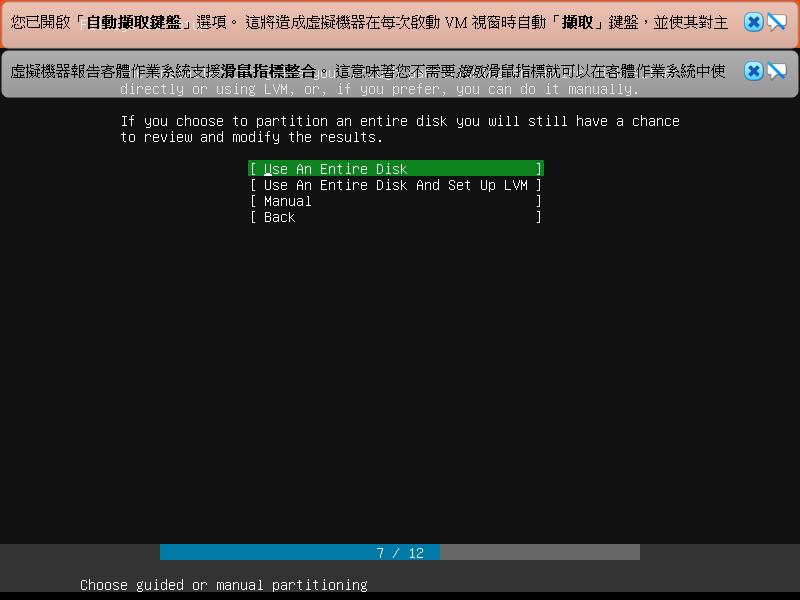 您已開啟「自動擷取鍵盤」選項。 這將造成虛擬機器在每次啟動 VM 視窗時自動「擷取」鍵盤，並使其對主
虛擬機器報告客體作業系統支援滑鼠指標整合。 這意味著您不需要擷取滑鼠指標就可以在客體作業系統中使
directly or using LVM, or, if you prefer, you can do it manually.
If you choose to partition an entire disk you will still have a chance
to review and modify the results.
[ Use An Entire Disk ]
[ Use An Entire Disk And Set Up LVM ]
[ Manual ]
[ Back ]
7 / 12
Choose guided or manual partitioning